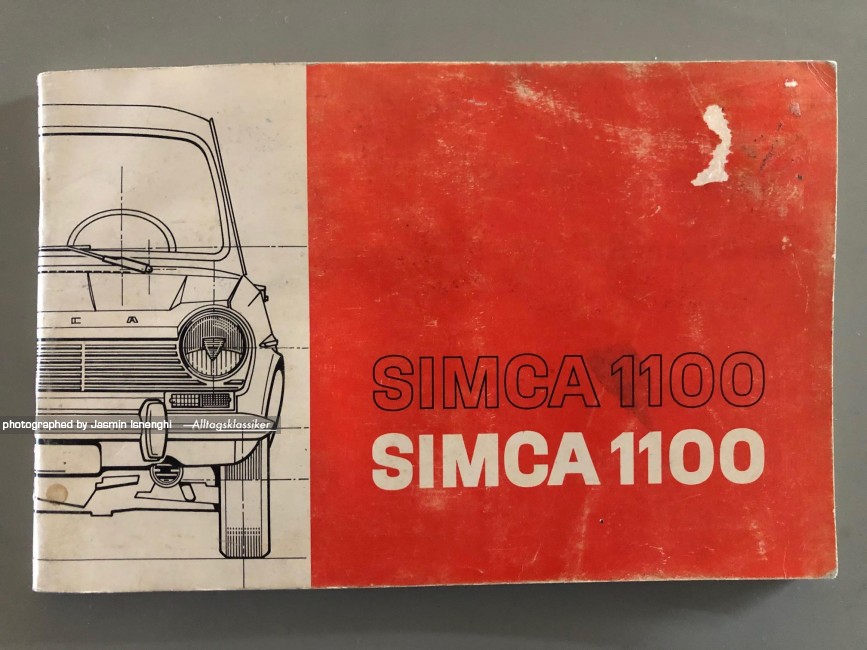 C A
SIMCA 1100
SIMCA 1100
photographed by Jasmin Isnenghi — Alltagsklassiker